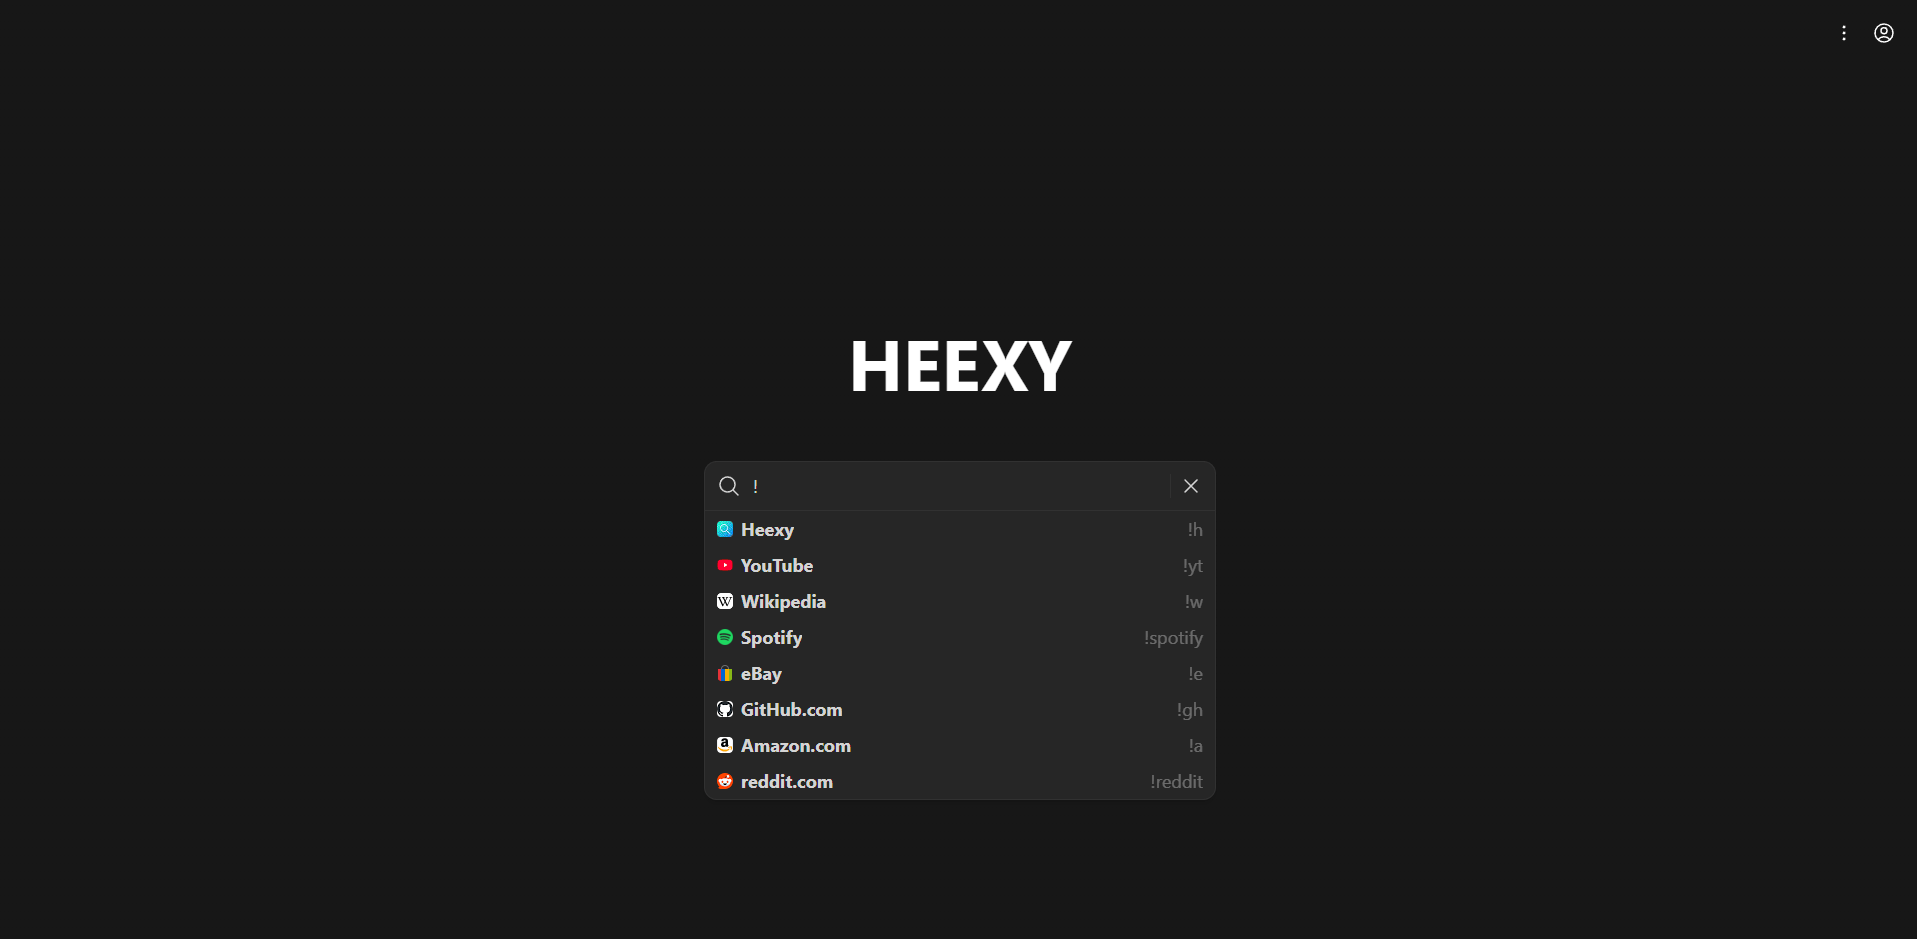 HEEXY
!
Heexy !h
YouTube !yt
Wikipedia !w
Spotify !spotify
eBay !e
GitHub.com !gh
Amazon.com !a
reddit.com !reddit